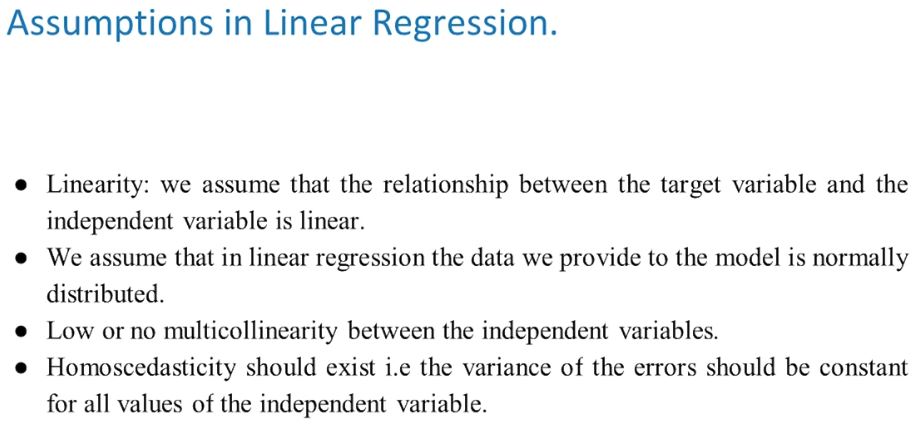 Assumptions in Linear Regression.
● Linearity: we assume that the relationship between the target variable and the
independent variable is linear.
● We assume that in linear regression the data we provide to the model is normally
distributed.
● Low or no multicollinearity between the independent variables.
● Homoscedasticity should exist i.e the variance of the errors should be constant
for all values of the independent variable.